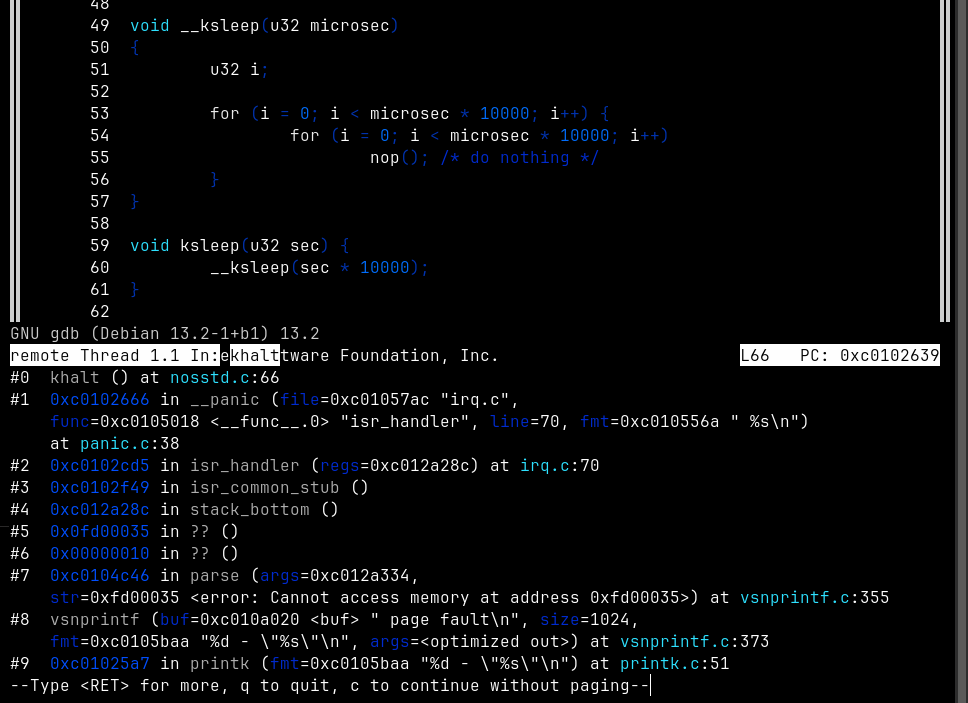 48
49 void __ksleep(u32 microsec)
50 {
51 u32 i;
52
53 for (i = 0; i < microsec * 10000; i++) {
54 for (i = 0; i < microsec * 10000; i++)
55 nop(); /* do nothing */
56 }
57 }
58
59 void ksleep(u32 sec) {
60 __ksleep(sec * 10000);
61 }
62
GNU gdb (Debian 13.2-1+b1) 13.2
remote Thread 1.1 In:ekhalttware Foundation, Inc. L66 PC: 0xc0102639
#0 khalt () at nosstd.c:66
#1 0xc0102666 in __panic (file=0xc01057ac "irq.c",
func=0xc0105018 <__func__.0> "isr_handler", line=70, fmt=0xc010556a " %s\n")
at panic.c:38
#2 0xc0102cd5 in isr_handler (regs=0xc012a28c) at irq.c:70
#3 0xc0102f49 in isr_common_stub ()
#4 0xc012a28c in stack_bottom ()
#5 0x0fd00035 in ?? ()
#6 0x00000010 in ?? ()
#7 0xc0104c46 in parse (args=0xc012a334,
str=0xfd00035 <error: Cannot access memory at address 0xfd00035>) at vsnprintf.c:355
#8 vsnprintf (buf=0xc010a020 <buf> " page fault\n", size=1024,
fmt=0xc0105baa "%d - \"%s\"\n", args=<optimized out>) at vsnprintf.c:373
#9 0xc01025a7 in printk (fmt=0xc0105baa "%d - \"%s\"\n") at printk.c:51
--Type <RET> for more, q to quit, c to continue without paging--